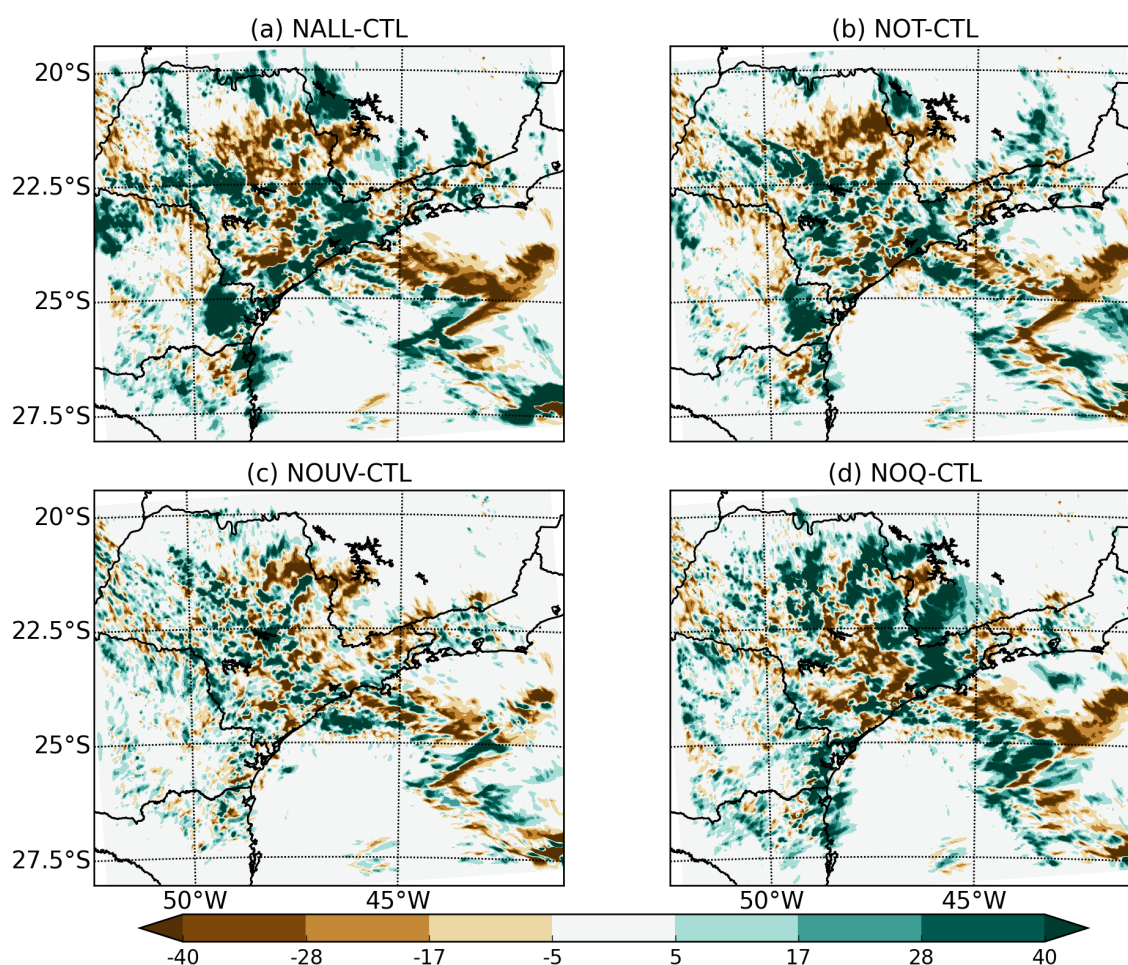 (a) NALL-CTL
(b) NOT-CTL
20°S
22.5°S
25°S
27.5°S
(c) NOUV-CTL
(d) NOQ-CTL
20°S
22.5°S
25°S
27.5°S
50°W 45°W 50°W 45°W
-40 -28 -17 -5 5 17 28 40